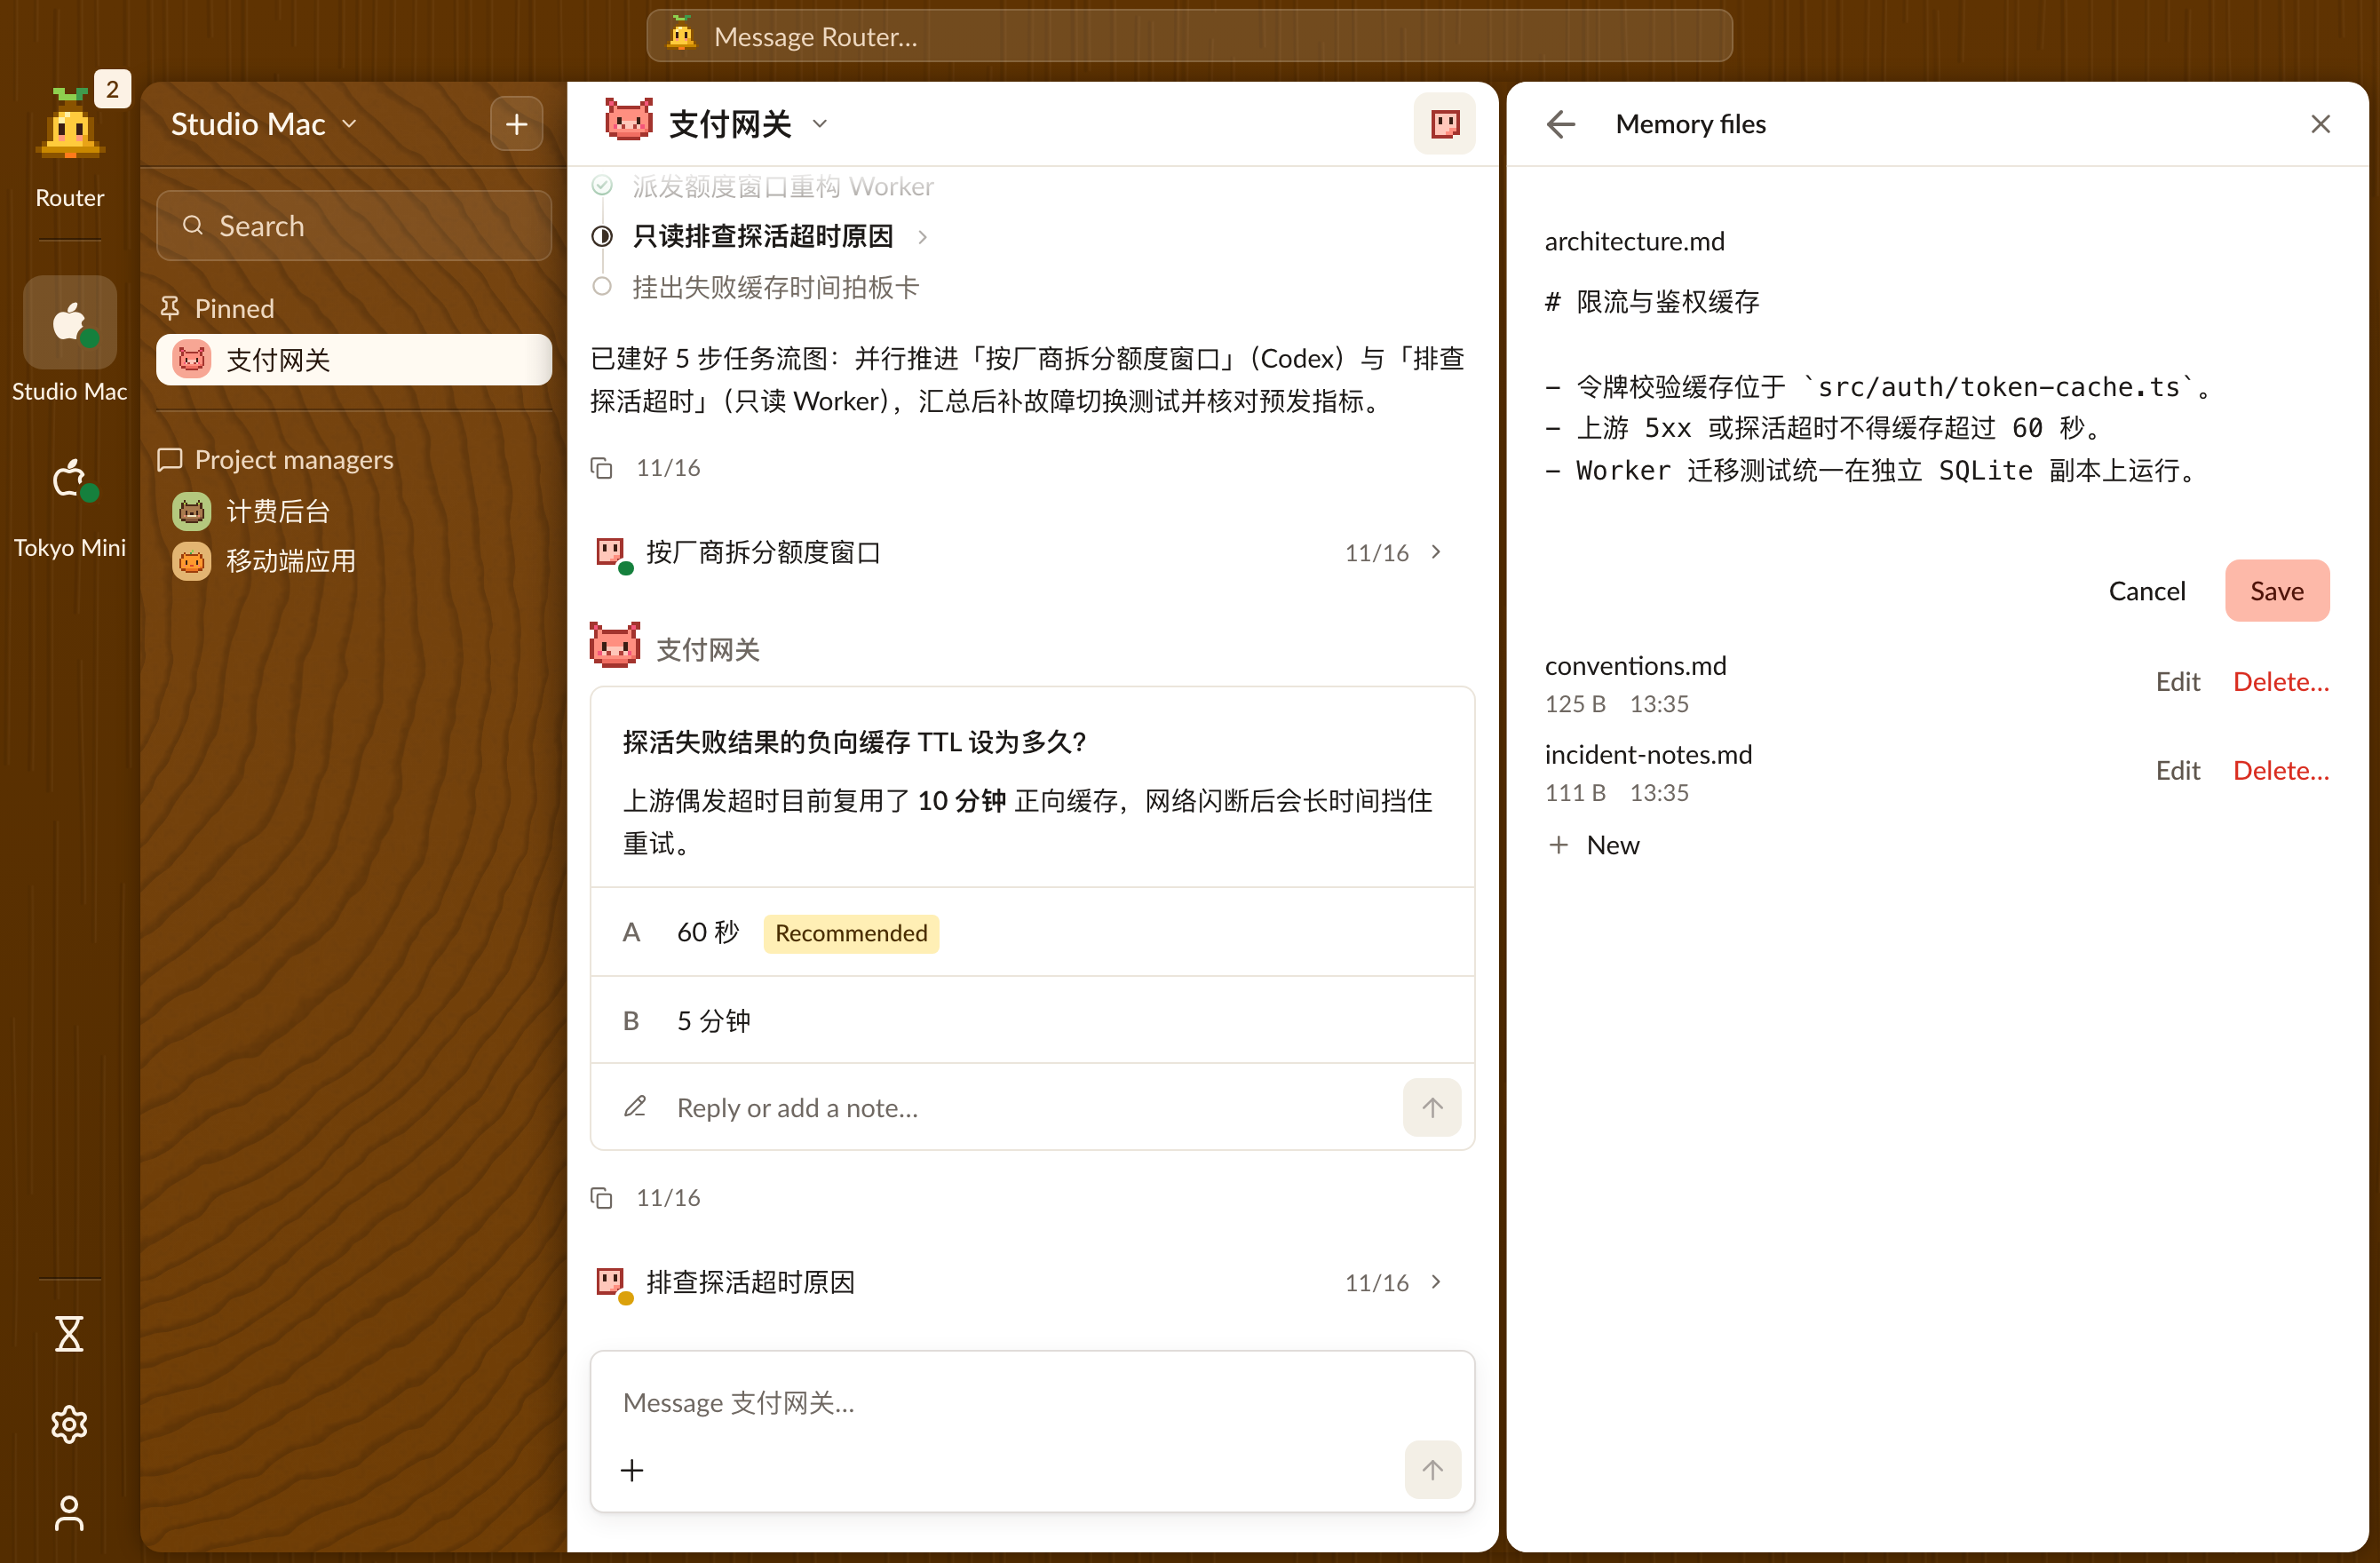 Message Router...
2
Router
Studio Mac
Tokyo Mini
Studio Mac
Search
Pinned
支付网关
Project managers
计费后台
移动端应用
支付网关
派发额度窗口重构 Worker
只读排查探活超时原因
挂出失败缓存时间拍板卡
已建好 5 步任务流图：并行推进「按厂商拆分额度窗口」（Codex）与「排查
探活超时」（只读 Worker），汇总后补故障切换测试并核对预发指标。
11/16
按厂商拆分额度窗口 11/16
支付网关
探活失败结果的负向缓存 TTL 设为多久？
上游偶发超时目前复用了 10 分钟 正向缓存，网络闪断后会长时间挡住
重试。
A 60 秒 Recommended
B 5 分钟
Reply or add a note...
11/16
排查探活超时原因 11/16
Message 支付网关...
Memory files
architecture.md
# 限流与鉴权缓存
- 令牌校验缓存位于 `src/auth/token-cache.ts`。
- 上游 5xx 或探活超时不得缓存超过 60 秒。
- Worker 迁移测试统一在独立 SQLite 副本上运行。
Cancel Save
conventions.md
125 B 13:35
Edit Delete...
incident-notes.md
111 B 13:35
Edit Delete...
+ New